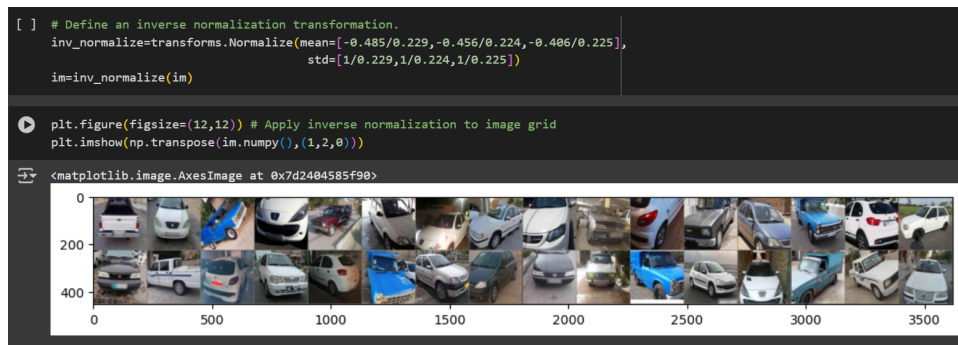 [ ] # Define an inverse normalization transformation.
inv_normalize=transforms.Normalize(mean=[-0.485/0.229,-0.456/0.224,-0.406/0.225],
std=[1/0.229,1/0.224,1/0.225])
im=inv_normalize(im)
plt.figure(figsize=(12,12)) # Apply inverse normalization to image grid
plt.imshow(np.transpose(im.numpy(),(1,2,0)))
<matplotlib.image.AxesImage at 0x7d2404585f90>
0
200
400
0 500 1000 1500 2000 2500 3000 3500